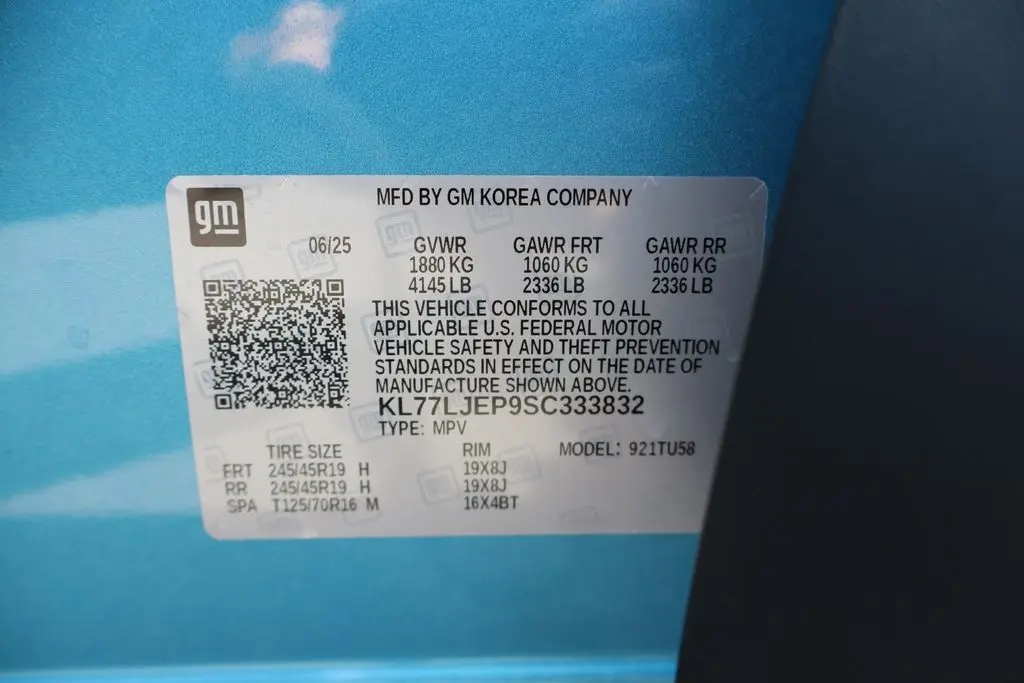 gm
MFD BY GM KOREA COMPANY
06/25 GVWR GAWR FRT GAWR RR
1880 KG 1060 KG 1060 KG
4145 LB 2336 LB 2336 LB
THIS VEHICLE CONFORMS TO ALL
APPLICABLE U.S. FEDERAL MOTOR
VEHICLE SAFETY AND THEFT PREVENTION
STANDARDS IN EFFECT ON THE DATE OF
MANUFACTURE SHOWN ABOVE.
KL77LJEP9SC333832
TYPE: MPV
TIRE SIZE RIM MODEL: 921TU58
FRT 245/45R19 H 19X8J
RR 245/45R19 H 19X8J
SPA T125/70R16 M 16X4BT